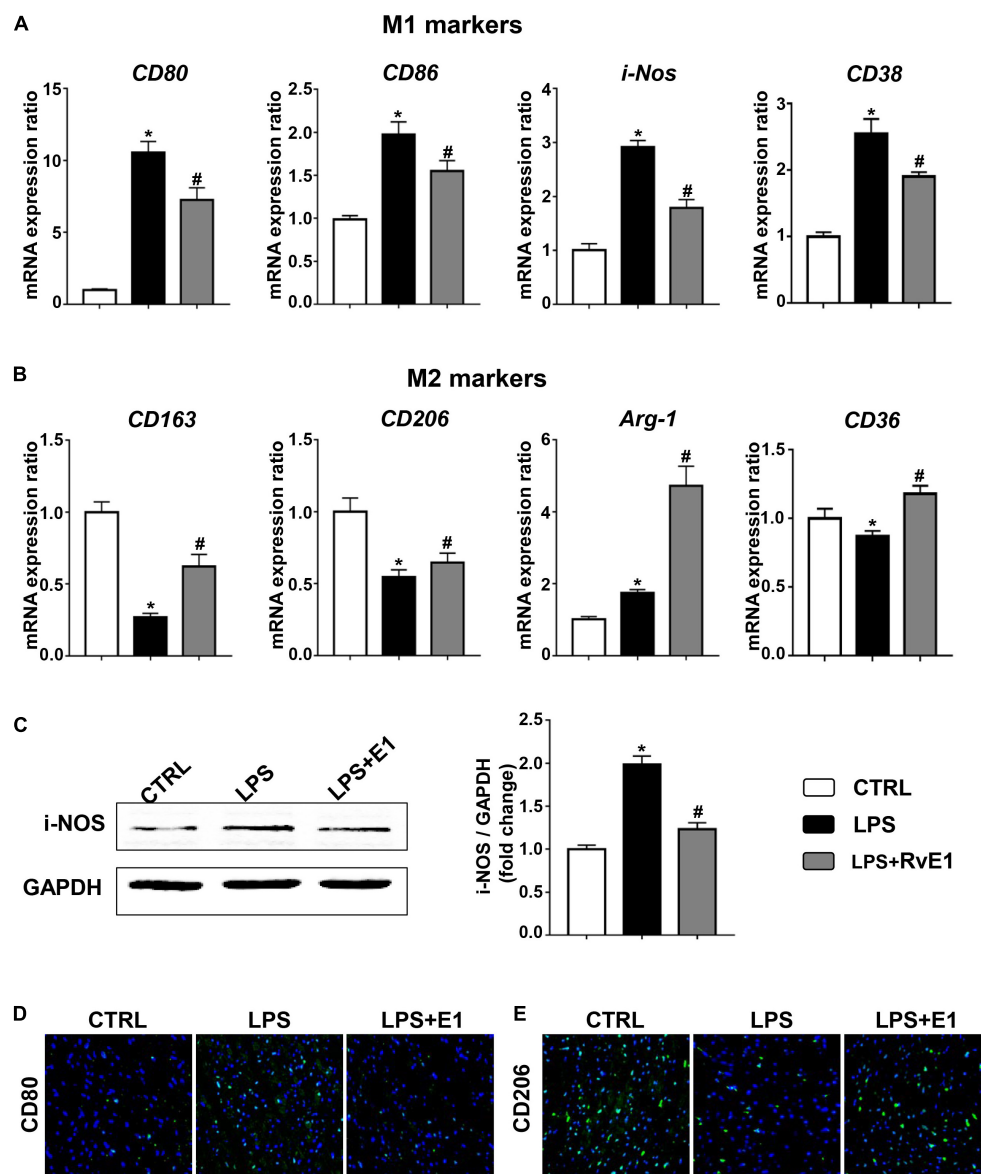 A
M1 markers
CD80
CD86
i-Nos
CD38
mRNA expression ratio
15
10
5
0
*
#
mRNA expression ratio
2.5
2.0
1.5
1.0
0.5
0.0
*
#
mRNA expression ratio
4
3
2
1
0
*
#
mRNA expression ratio
3
2
1
0
*
#
B
M2 markers
CD163
CD206
Arg-1
CD36
mRNA expression ratio
1.5
1.0
0.5
0.0
*
#
mRNA expression ratio
1.5
1.0
0.5
0.0
*
#
mRNA expression ratio
6
4
2
0
*
#
mRNA expression ratio
1.5
1.0
0.5
0.0
*
#
C
CTRL
LPS
LPS+E1
i-NOS
GAPDH
i-NOS / GAPDH
(fold change)
2.5
2.0
1.5
1.0
0.5
0.0
*
#
CTRL
LPS
LPS+RvE1
D
CTRL
LPS
LPS+E1
CD80
E
CTRL
LPS
LPS+E1
CD206